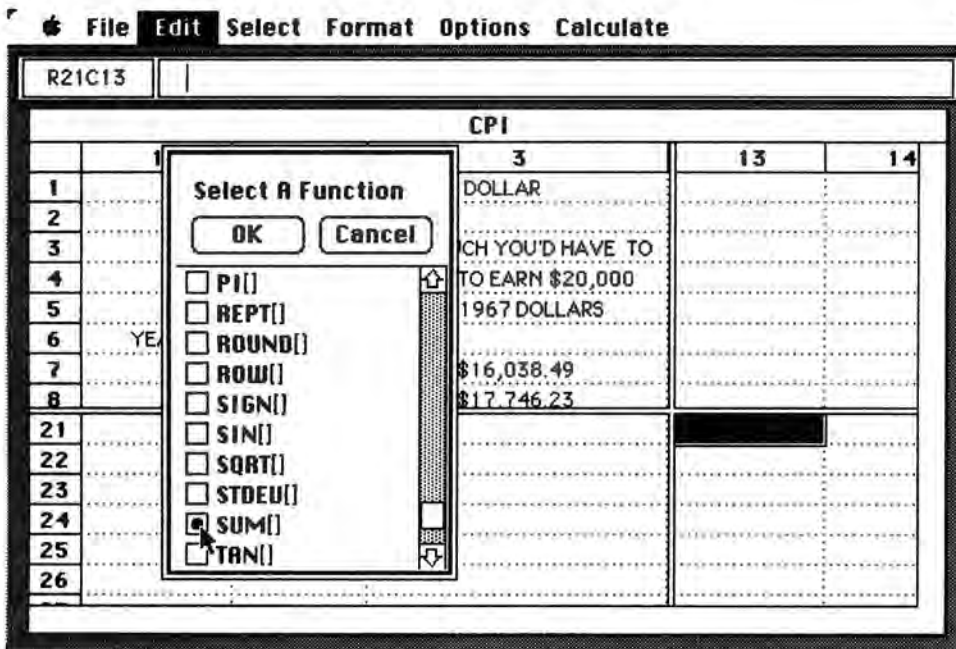 File Edit Select Format Options Calculate
R21C13
CPI
1 3 13 14
1 DOLLAR
2
3 CH YOU'D HAVE TO
4 TO EARN $20,000
5 1967 DOLLARS
6 YEA
7 $16,038.49
8 $17,746.23
21
22
23
24
25
26
Select A Function
OK Cancel
PI[]
REPT[]
ROUND[]
ROW[]
SIGN[]
SIN[]
SQRT[]
STDEV[]
SUM[]
TAN[]